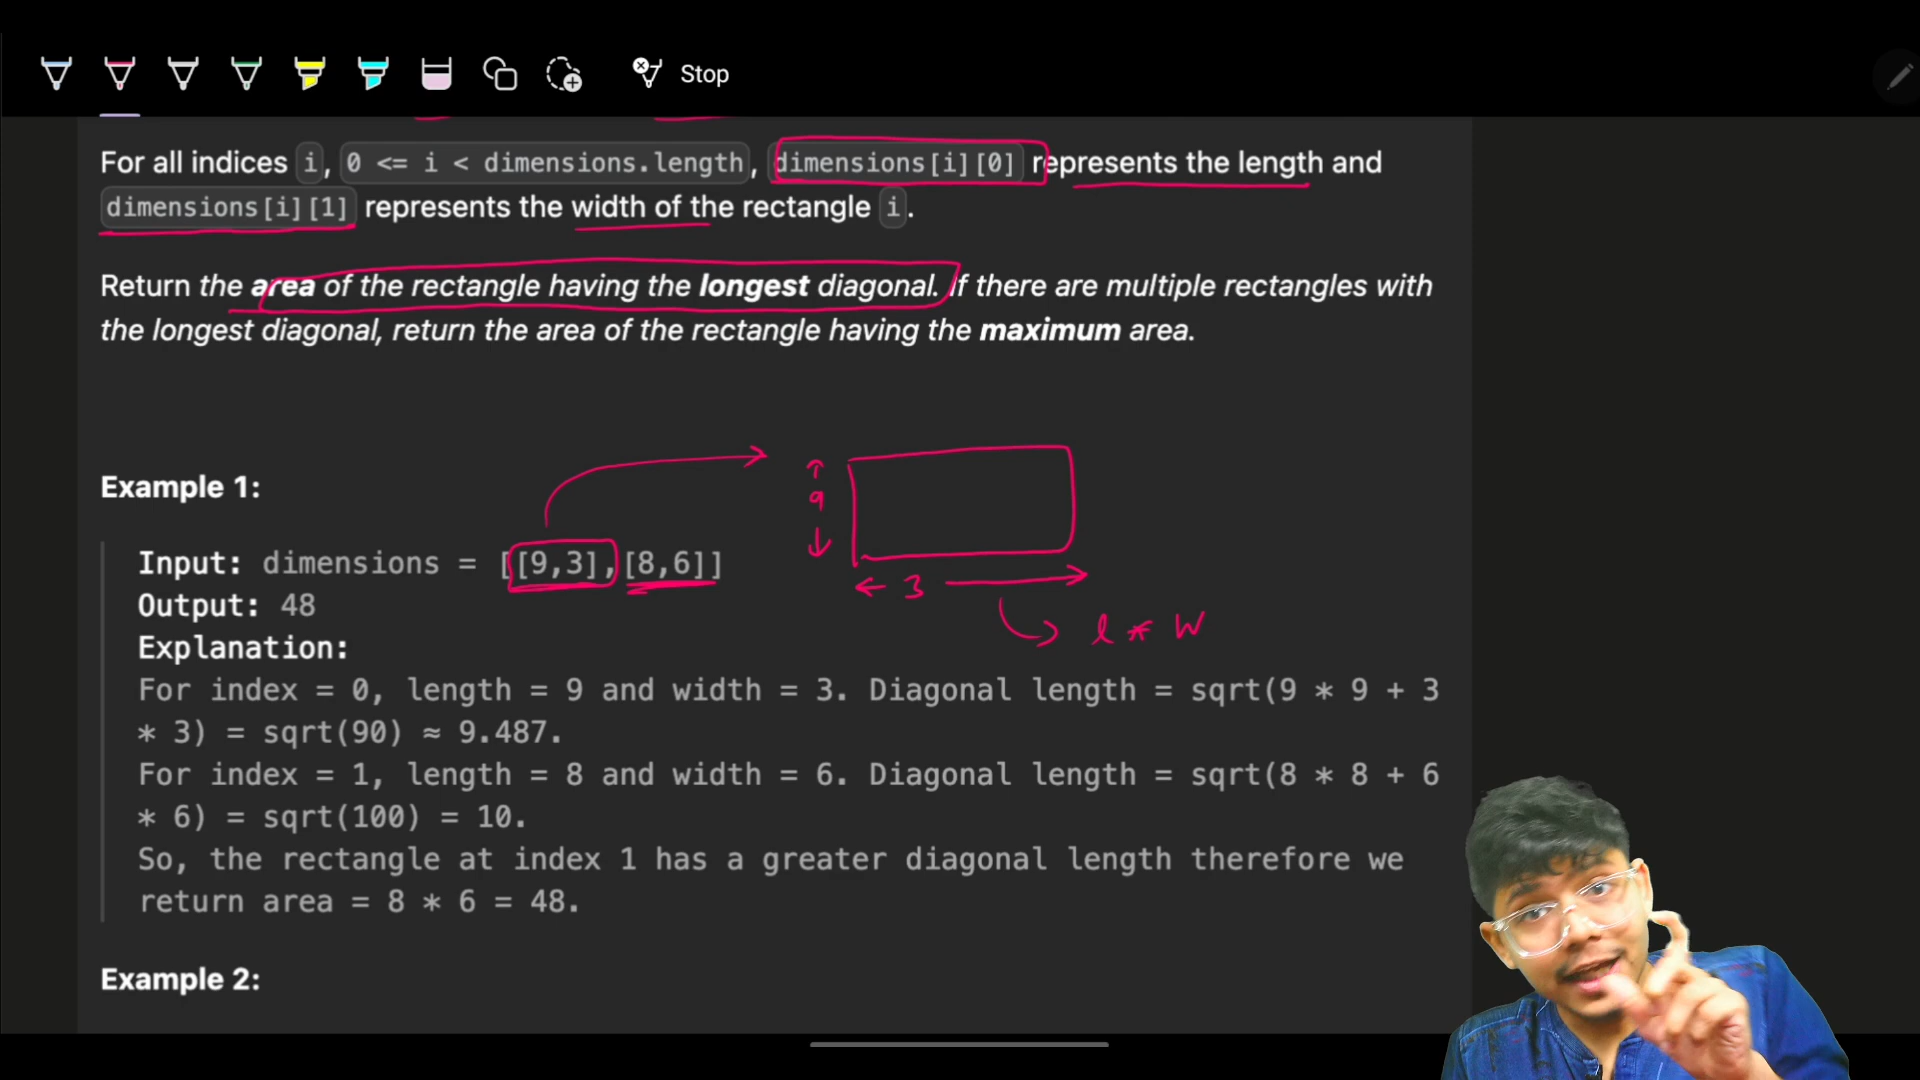 Stop
For all indices i, 0 <= i < dimensions.length, dimensions[i][0] represents the length and
dimensions[i][1] represents the width of the rectangle i.
Return the area of the rectangle having the longest diagonal. If there are multiple rectangles with
the longest diagonal, return the area of the rectangle having the maximum area.
Example 1:
9
Input: dimensions = [[9,3],[8,6]]
3
Output: 48
l * W
Explanation:
For index = 0, length = 9 and width = 3. Diagonal length = sqrt(9 * 9 + 3
* 3) = sqrt(90) ≈ 9.487.
For index = 1, length = 8 and width = 6. Diagonal length = sqrt(8 * 8 + 6
* 6) = sqrt(100) = 10.
So, the rectangle at index 1 has a greater diagonal length therefore we
return area = 8 * 6 = 48.
Example 2: